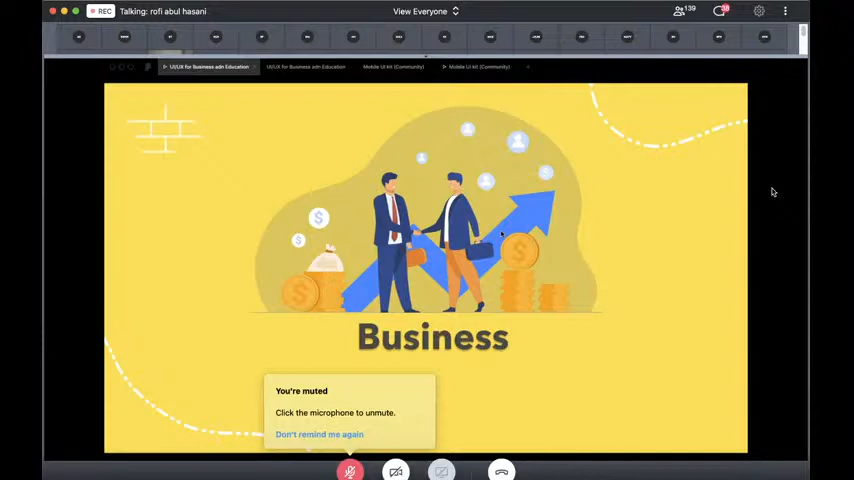 REC
Talking: rofi abul hasani
View Everyone
139
38
UI/UX for Business adn Education
UI/UX for Business adn Education
Mobile UI kit (Community)
Mobile UI kit (Community)
$
$
$
$
$
Business
You're muted
Click the microphone to unmute.
Don't remind me again